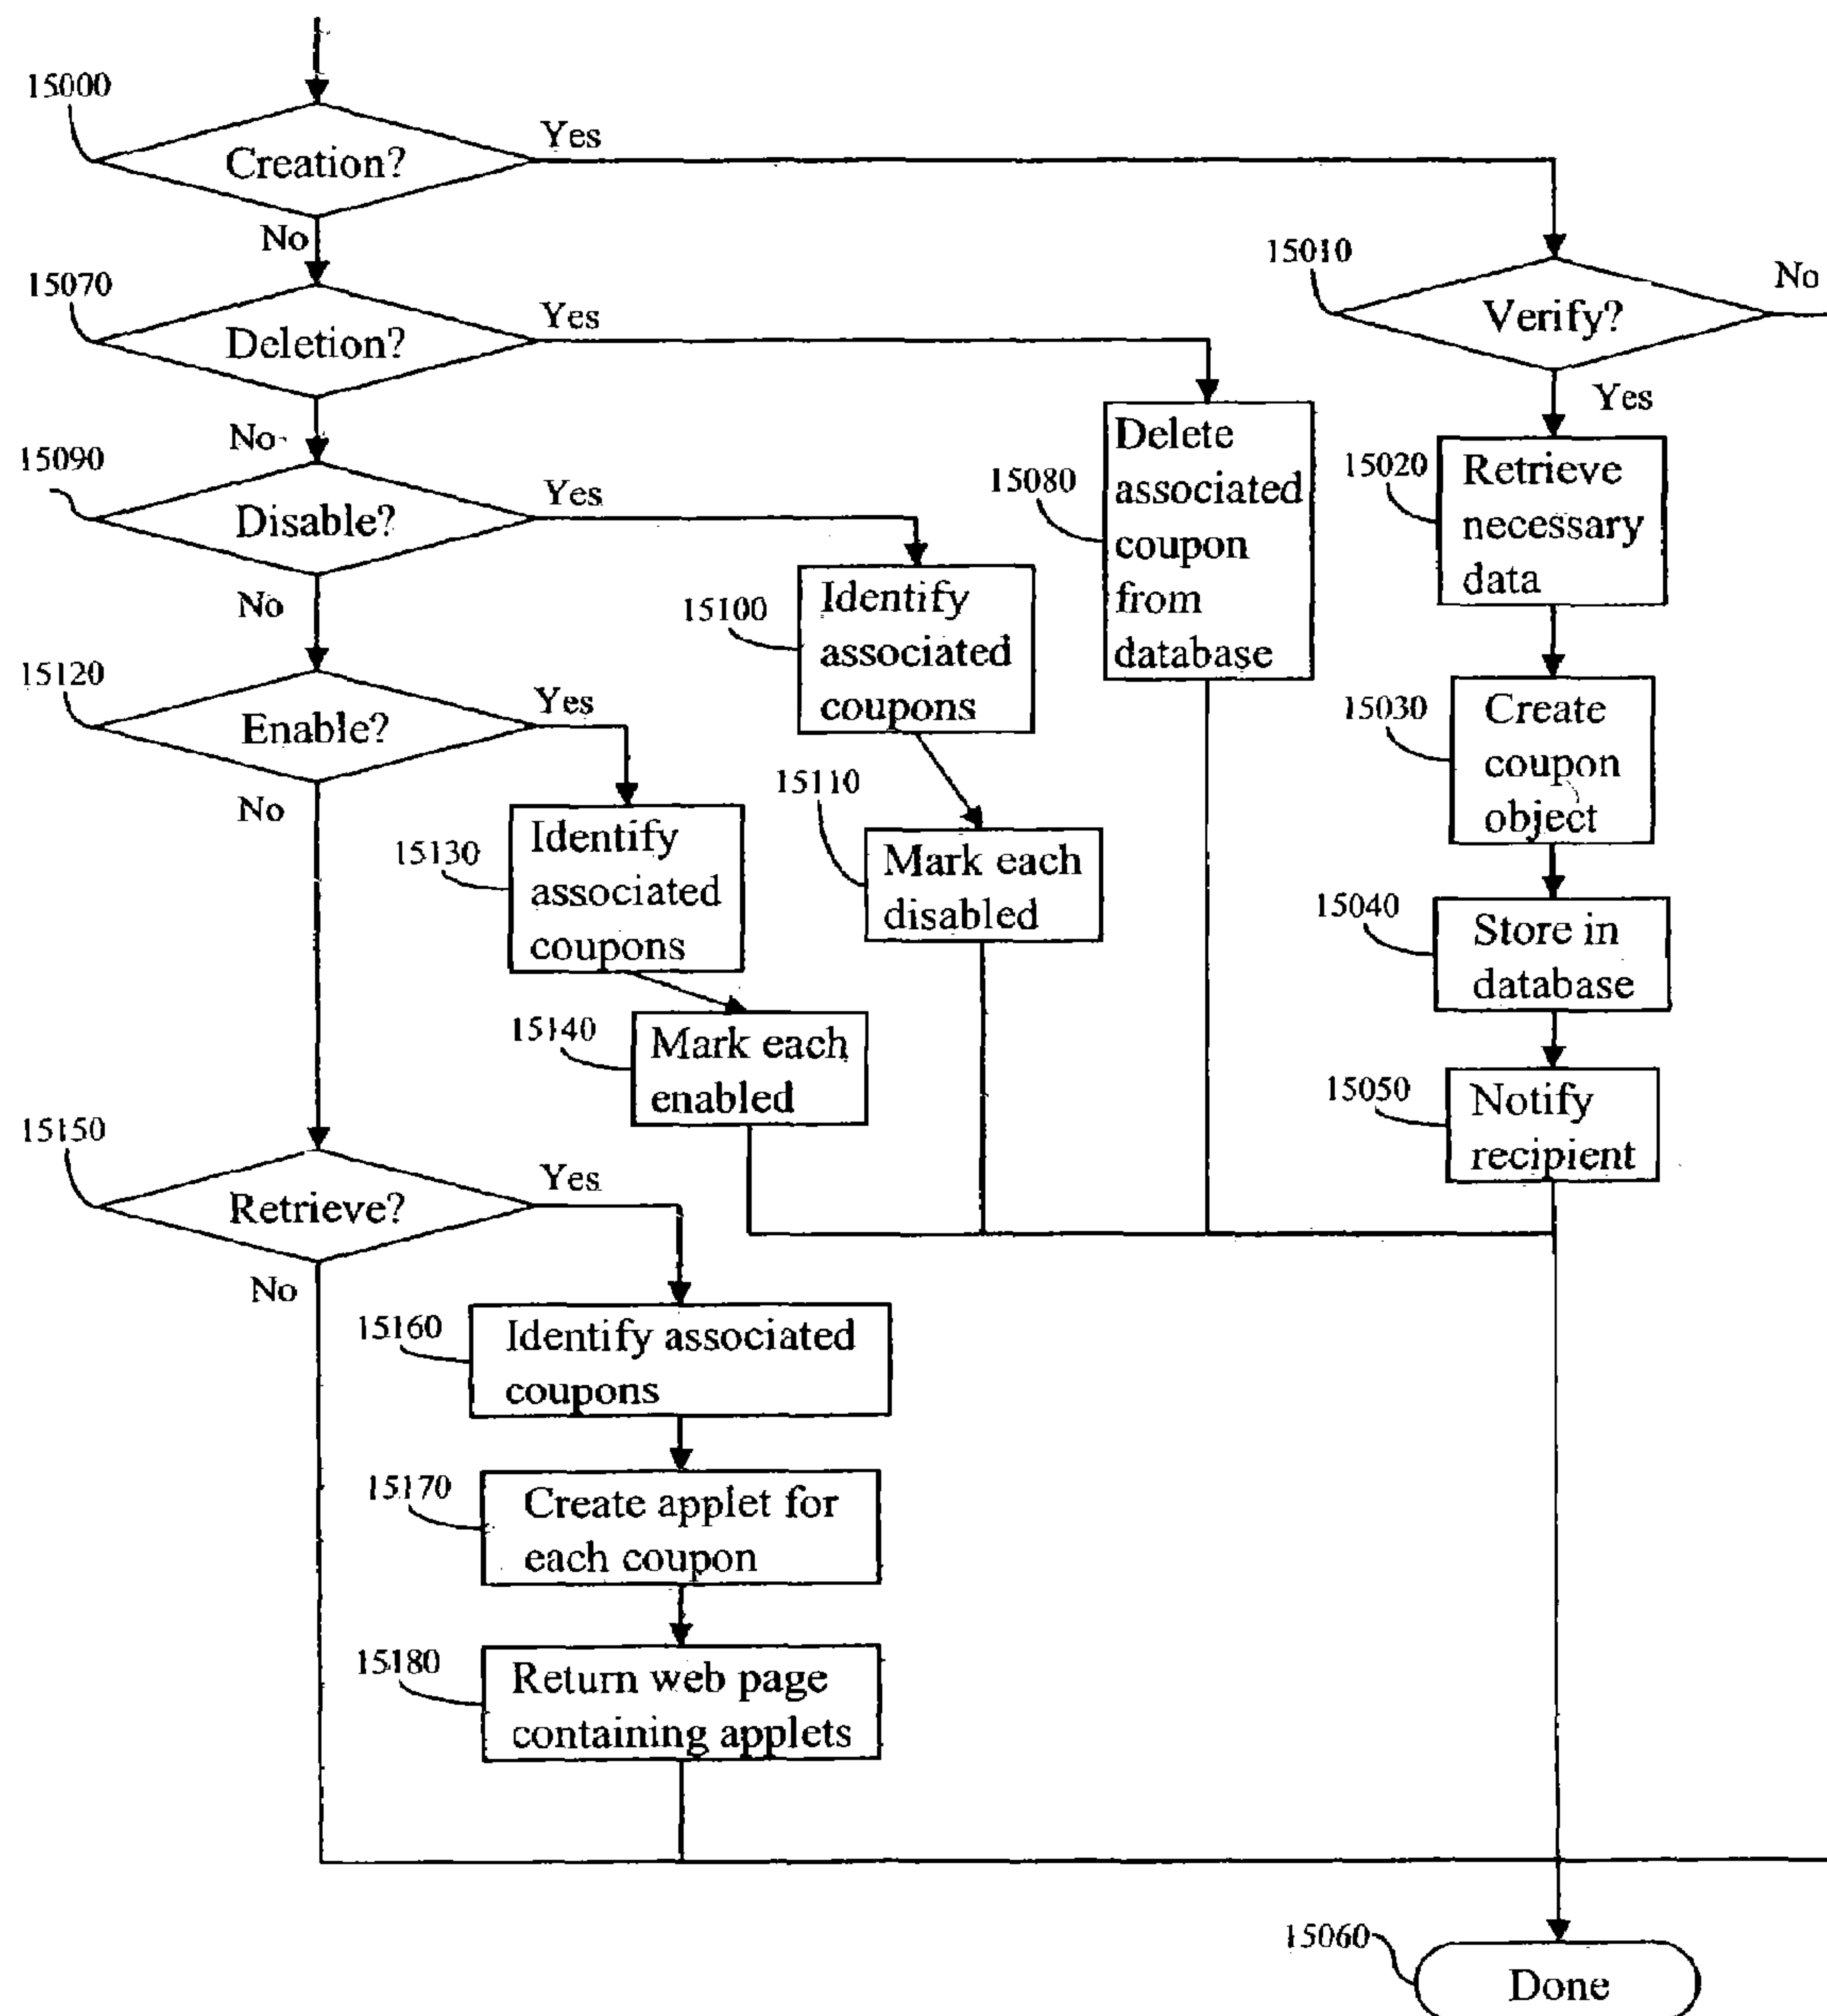 15000
Creation?
Yes
No
15010
Verify?
No
Yes
15070
Deletion?
Yes
No
15080
Delete
associated
coupon
from
database
15020
Retrieve
necessary
data
15090
Disable?
Yes
No
15100
Identify
associated
coupons
15030
Create
coupon
object
15120
Enable?
Yes
No
15110
Mark each
disabled
15130
Identify
associated
coupons
15040
Store in
database
15140
Mark each
enabled
15050
Notify
recipient
15150
Retrieve?
Yes
No
15160
Identify associated
coupons
15170
Create applet for
each coupon
15180
Return web page
containing applets
15060
Done